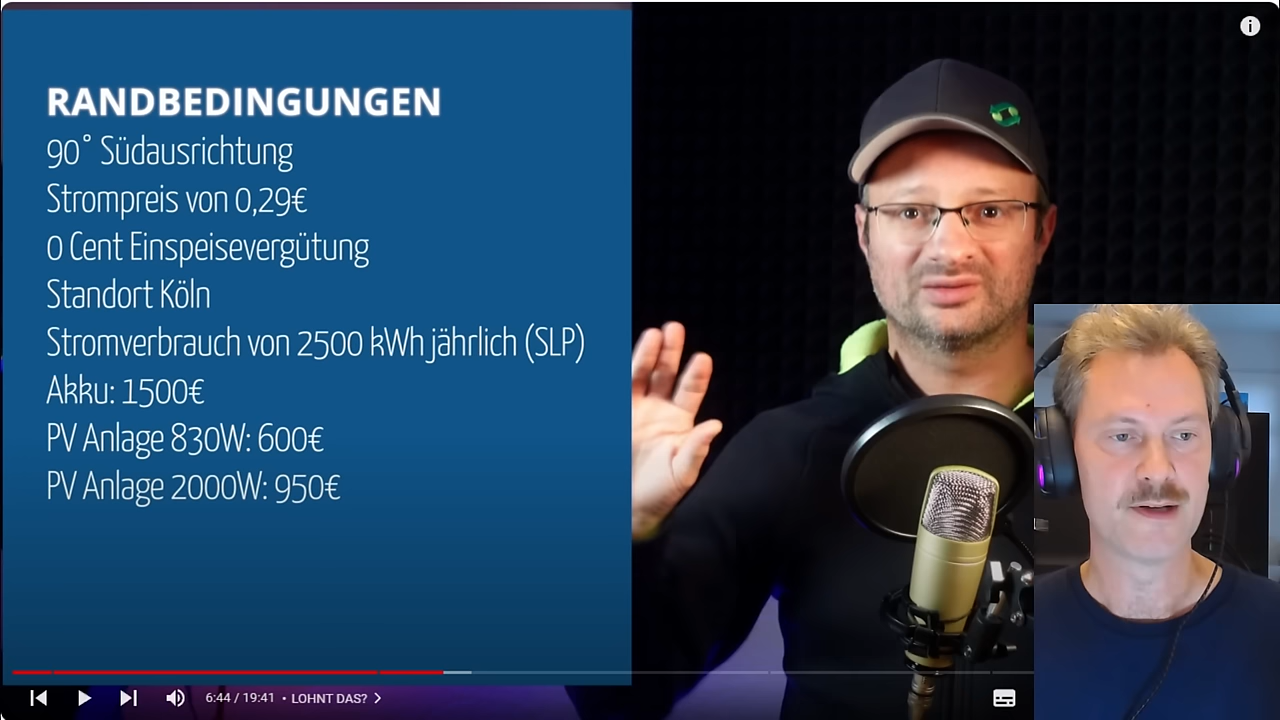 RANDBEDINGUNGEN
90° Südausrichtung
Strompreis von 0,29€
0 Cent Einspeisevergütung
Standort Köln
Stromverbrauch von 2500 kWh jährlich (SLP)
Akku: 1500€
PV Anlage 830W: 600€
PV Anlage 2000W: 950€
6:44 / 19:41 • LOHNT DAS?